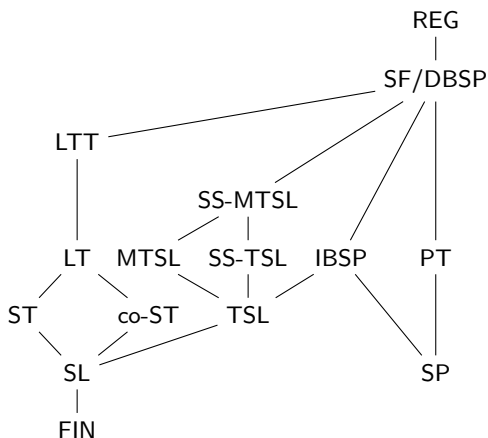 REG
SF/DBSP
LTT
SS-MTSL
LT MTSL SS-TSL IBSP PT
ST co-ST TSL
SL SP
FIN